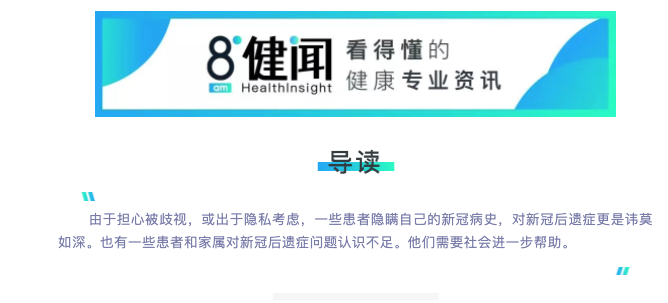 8 健闻 看得懂的
am HealthInsight 健康专业资讯
导读
由于担心被歧视，或出于隐私考虑，一些患者隐瞒自己的新冠病史，对新冠后遗症更是讳莫
如深。也有一些患者和家属对新冠后遗症问题认识不足。他们需要社会进一步帮助。